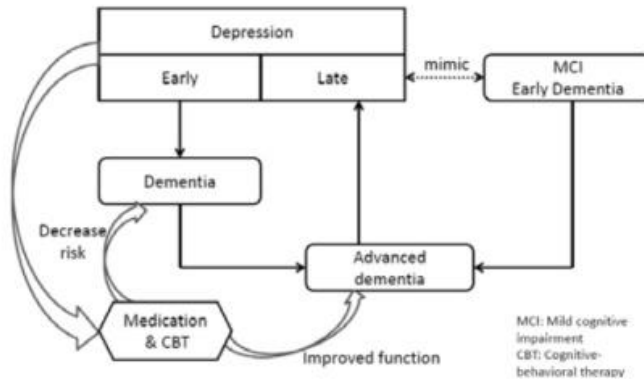 Depression
Early
Late
mimic
MCI
Early Dementia
Dementia
Decrease
risk
Advanced
dementia
Medication
& CBT
Improved function
MCI: Mild cognitive
impairment
CBT: Cognitive-
behavioral therapy